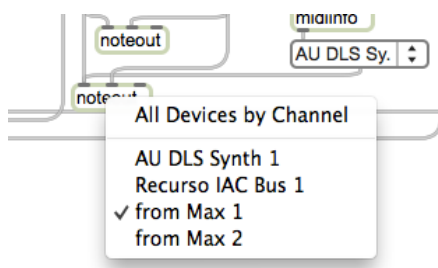 midiinfo
noteout
AU DLS Sy.
noteout
All Devices by Channel
AU DLS Synth 1
Recurso IAC Bus 1
✓ from Max 1
from Max 2